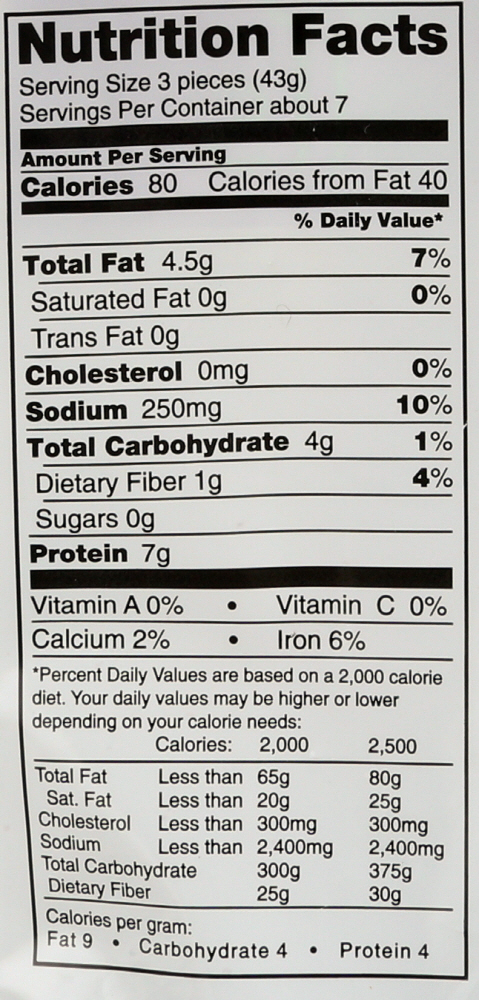 Nutrition Facts
Serving Size 3 pieces (43g)
Servings Per Container about 7
Amount Per Serving
Calories 80 Calories from Fat 40
% Daily Value*
Total Fat 4.5g 7%
Saturated Fat 0g 0%
Trans Fat 0g
Cholesterol 0mg 0%
Sodium 250mg 10%
Total Carbohydrate 4g 1%
Dietary Fiber 1g 4%
Sugars 0g
Protein 7g
Vitamin A 0% • Vitamin C 0%
Calcium 2% • Iron 6%
*Percent Daily Values are based on a 2,000 calorie
diet. Your daily values may be higher or lower
depending on your calorie needs:
Calories: 2,000 2,500
Total Fat Less than 65g 80g
Sat. Fat Less than 20g 25g
Cholesterol Less than 300mg 300mg
Sodium Less than 2,400mg 2,400mg
Total Carbohydrate 300g 375g
Dietary Fiber 25g 30g
Calories per gram:
Fat 9 • Carbohydrate 4 • Protein 4